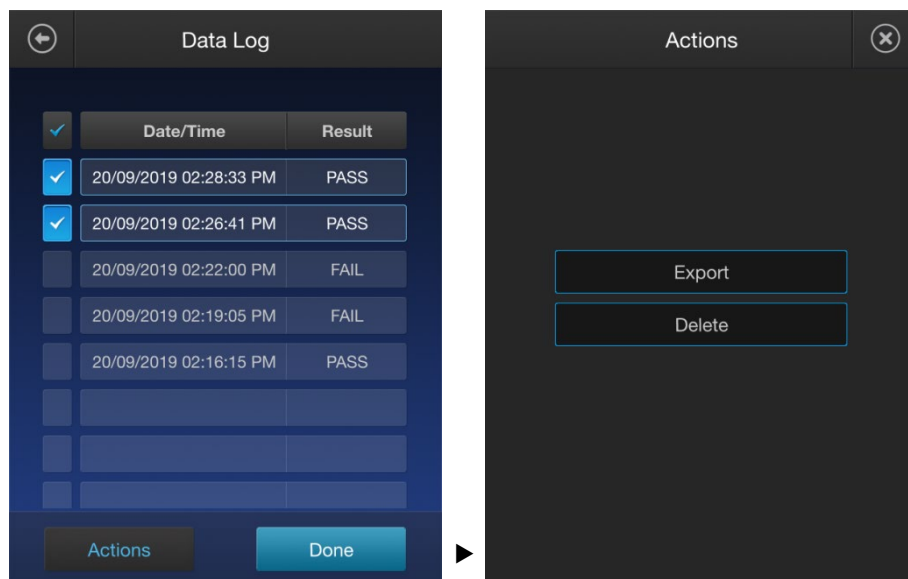 Data Log
Date/Time Result
20/09/2019 02:28:33 PM PASS
20/09/2019 02:26:41 PM PASS
20/09/2019 02:22:00 PM FAIL
20/09/2019 02:19:05 PM FAIL
20/09/2019 02:16:15 PM PASS
Actions Done
Actions
Export
Delete